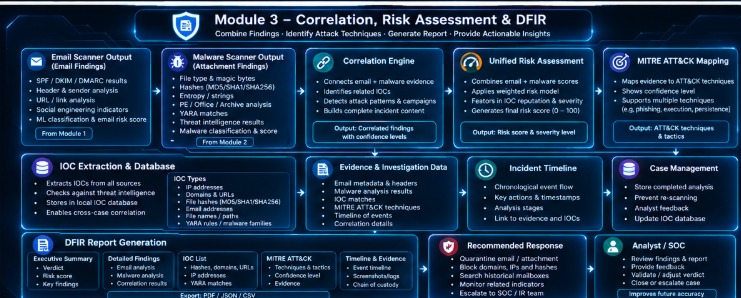 Module 3 – Correlation, Risk Assessment & DFIR
Combine Findings · Identify Attack Techniques · Generate Report · Provide Actionable Insights
Email Scanner Output
(Email Findings)
• SPF / DKIM / DMARC results
• Header & sender analysis
• URL / link analysis
• Social engineering indicators
• ML classification & email risk score
From Module 1
Malware Scanner Output
(Attachment Findings)
• File type & magic bytes
• Hashes (MD5/SHA1/SHA256)
• Entropy / strings
• PE / Office / Archive analysis
• YARA matches
• Threat intelligence results
• Malware classification & score
From Module 2
Correlation Engine
• Connects email + malware evidence
• Identifies related IOCs
• Detects attack patterns & campaigns
• Builds complete incident content
Output: Correlated findings
with confidence levels
Unified Risk Assessment
• Combines email + malware scores
• Applies weighted risk model
• Feators in IOC reputation & severity
• Generates final risk score (0 – 100)
Output: Risk score & severity level
MITRE ATT&CK Mapping
• Maps evidence to ATT&CK techniques
• Shows confidence level
• Supports multiple techniques
(e.g, phishing, execution, persistence)
Output: ATT&CK techniques
& tactics
IOC Extraction & Database
• Extracts IOCs from all sources
• Checks against threat intelligence
• Stores in local IOC database
• Enables cross-case correlation
IOC Types
• IP addresses
• Domains & URLs
• File hashes (MD5/SHA1/SHA256)
• Email addresses
• File names / paths
• YARA rules / malware families
Evidence & Investigation Data
• Email metadata & headers
• Malware analysis results
• IOC matches
• MITRE ATT&CK techniques
• Timeline of events
• Correlation details
Incident Timeline
• Chronological event flow
• Key actions & timestamps
• Analysis stages
• Link to evidence and IOCs
Case Management
• Store completed analysis
• Prevent re-scanning
• Analyst feedback
• Update IOC database
DFIR Report Generation
Executive Summary
• Verdict
• Risk score
• Key findings
Detailed Findings
• Email analysis
• Malware analysis
• Correlation results
IOC List
• Hashes, domains, URLs
• IP addresses
• YARA matches
MITRE ATT&CK
• Techniques & tactics
• Confidence level
• Evidence
Timeline & Evidence
• Event timeline
• Screenshots/logs
• Chain of custody
Export: PDF / JSON / CSV
Recommended Response
• Quarantine email / attachment
• Block domains, IPs and hashes
• Search historical mailboxes
• Monitor related indicators
• Escalate to SOC / IR team
Analyst / SOC
• Review findings & report
• Provide feedback
• Validate / adjust verdict
• Close or escalate case
Improves future accuracy